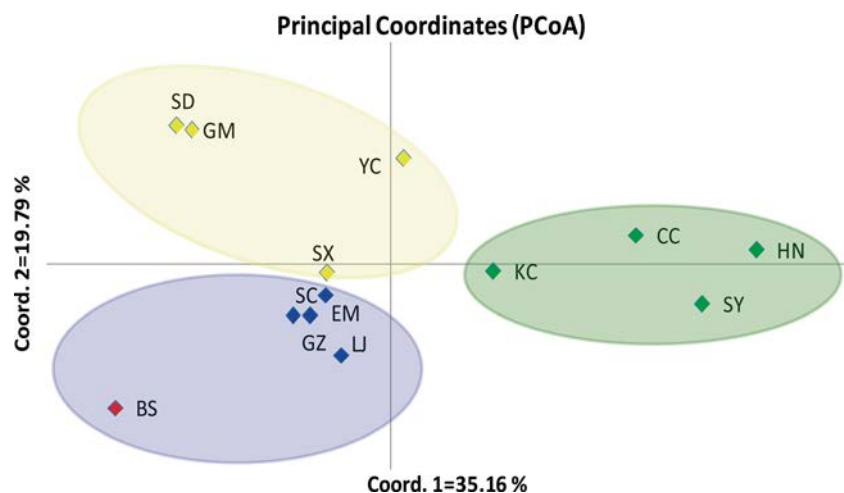 Principal Coordinates (PCoA)
SD
GM
YC
SX
SC
EM
GZ
LJ
BS
CC
HN
KC
SY
Coord. 2=19.79 %
Coord. 1=35.16 %